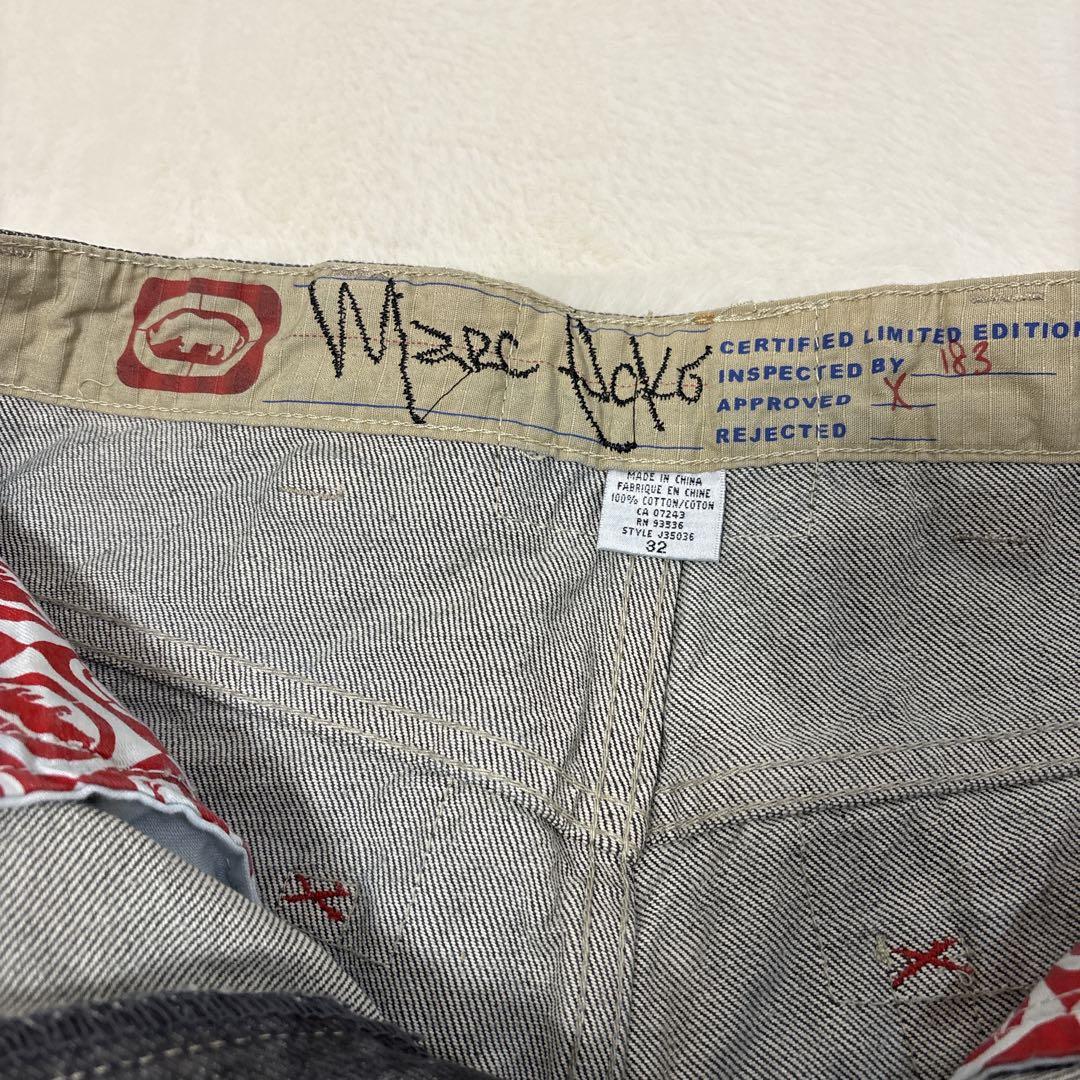 Marc Ecko
CERTIFIED LIMITED EDITION
INSPECTED BY 183
APPROVED X
REJECTED
MADE IN CHINA
FABRIQUE EN CHINE
100% COTTON/COTON
CA 07243
RN 93536
STYLE J35036
32